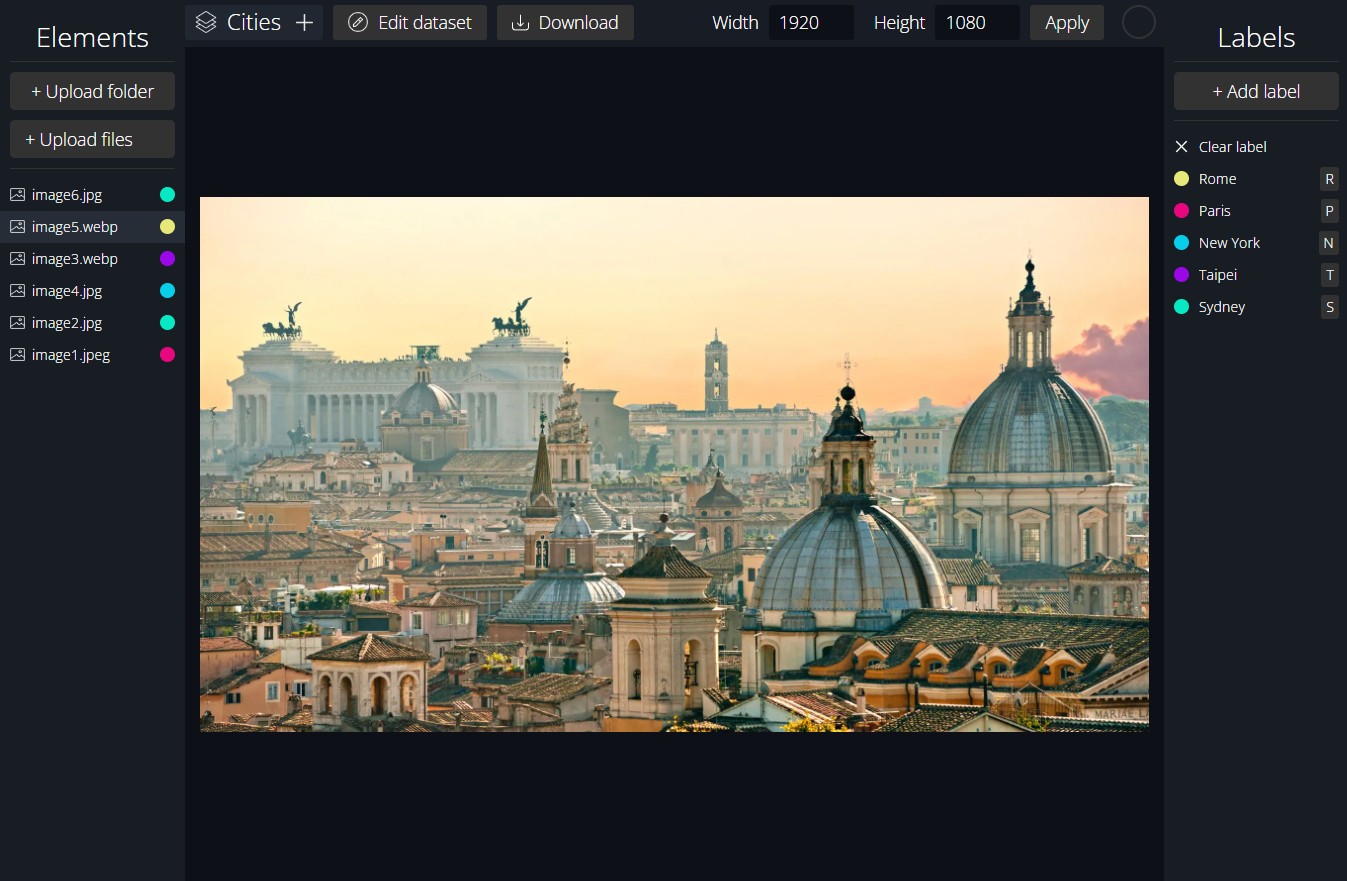 Elements
+ Upload folder
+ Upload files
image6.jpg
image5.webp
image3.webp
image4.jpg
image2.jpg
image1.jpeg
Cities + Edit dataset Download Width 1920 Height 1080 Apply
MARIAE
Labels
+ Add label
Clear label
Rome R
Paris P
New York N
Taipei T
Sydney S